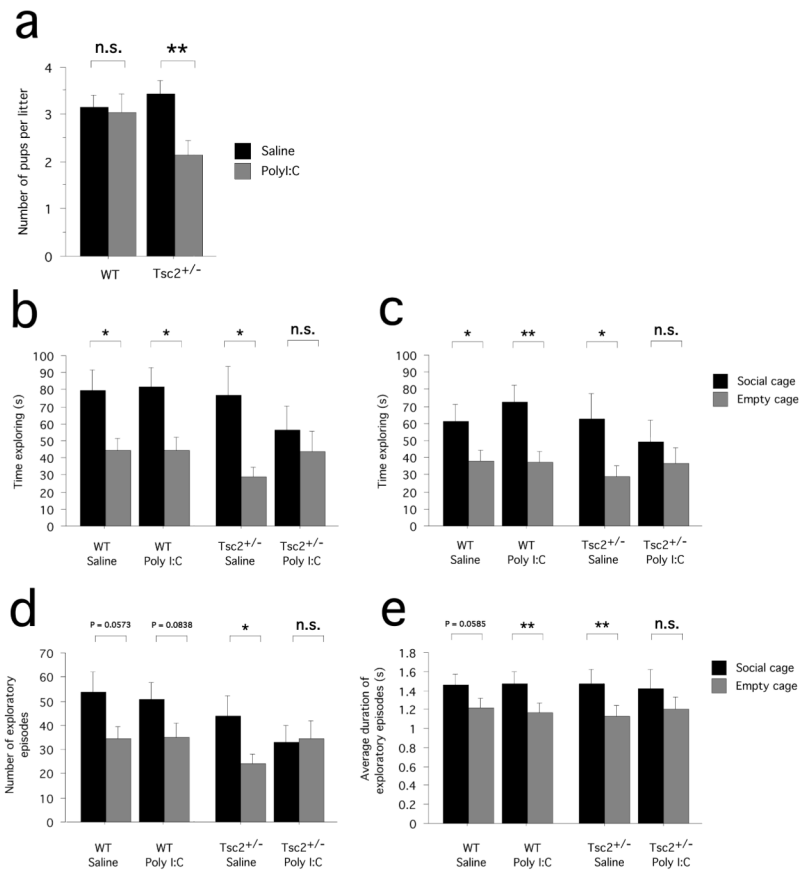 a
n.s. **
4
3
2
1
0
Number of pups per litter
WT Tsc2+/-
Saline
PolyI:C
b
* * * n.s.
100
90
80
70
60
50
40
30
20
10
0
Time exploring (s)
WT Saline
WT Poly I:C
Tsc2+/- Saline
Tsc2+/- Poly I:C
c
* ** * n.s.
100
90
80
70
60
50
40
30
20
10
0
Time exploring (s)
WT Saline
WT Poly I:C
Tsc2+/- Saline
Tsc2+/- Poly I:C
Social cage
Empty cage
d
P = 0.0573 P = 0.0838 * n.s.
70
60
50
40
30
20
10
0
Number of exploratory
episodes
WT Saline
WT Poly I:C
Tsc2+/- Saline
Tsc2+/- Poly I:C
e
P = 0.0585 ** ** n.s.
1.8
1.6
1.4
1.2
1
0.8
0.6
0.4
0.2
0
Average duration of
exploratory episodes (s)
WT Saline
WT Poly I:C
Tsc2+/- Saline
Tsc2+/- Poly I:C
Social cage
Empty cage